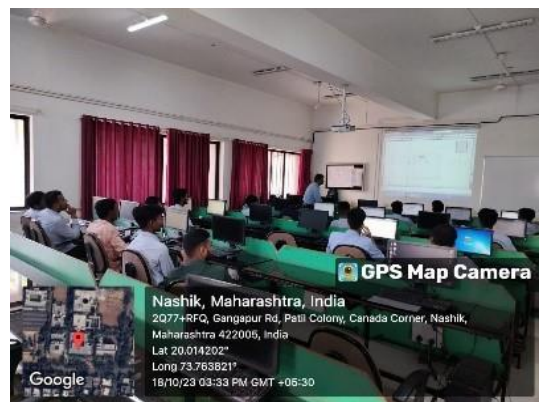 GPS Map Camera
Nashik, Maharashtra, India
2Q77+RFQ, Gangapur Rd, Patil Colony, Canada Corner, Nashik,
Maharashtra 422005, India
Lat 20.014202°
Long 73.763821°
18/10/23 03:33 PM GMT +05:30
Google